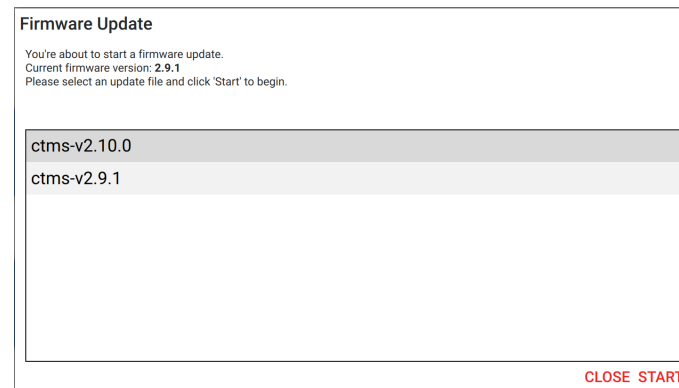 Firmware Update
You're about to start a firmware update.
Current firmware version: 2.9.1
Please select an update file and click 'Start' to begin.
ctms-v2.10.0
ctms-v2.9.1
CLOSE START